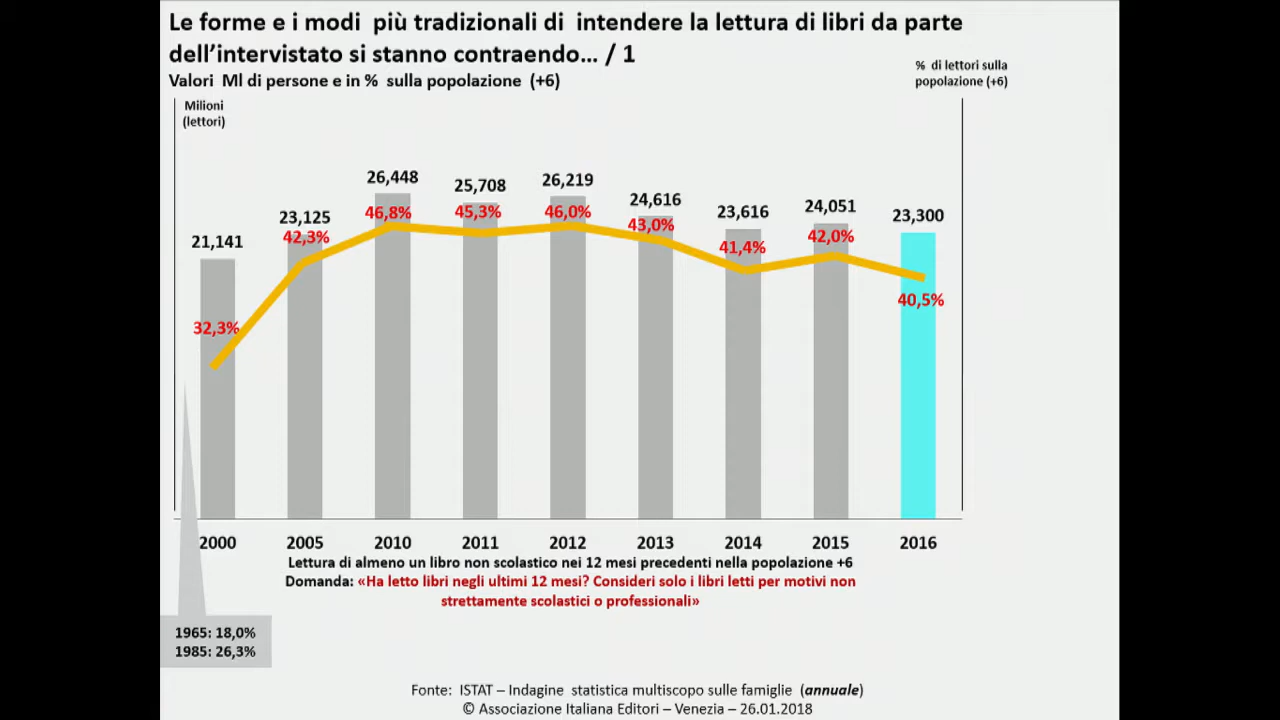 Le forme e i modi più tradizionali di intendere la lettura di libri da parte
dell'intervistato si stanno contraendo… / 1
Valori Ml di persone e in % sulla popolazione (+6)
% di lettori sulla
popolazione (+6)
Milioni
(lettori)
21,141
23,125
26,448
25,708
26,219
24,616
23,616
24,051
23,300
32,3%
42,3%
46,8%
45,3%
46,0%
43,0%
41,4%
42,0%
40,5%
2000 2005 2010 2011 2012 2013 2014 2015 2016
Lettura di almeno un libro non scolastico nei 12 mesi precedenti nella popolazione +6
Domanda: «Ha letto libri negli ultimi 12 mesi? Consideri solo i libri letti per motivi non
strettamente scolastici o professionali»
1965: 18,0%
1985: 26,3%
Fonte: ISTAT – Indagine statistica multiscopo sulle famiglie (annuale)
© Associazione Italiana Editori – Venezia – 26.01.2018